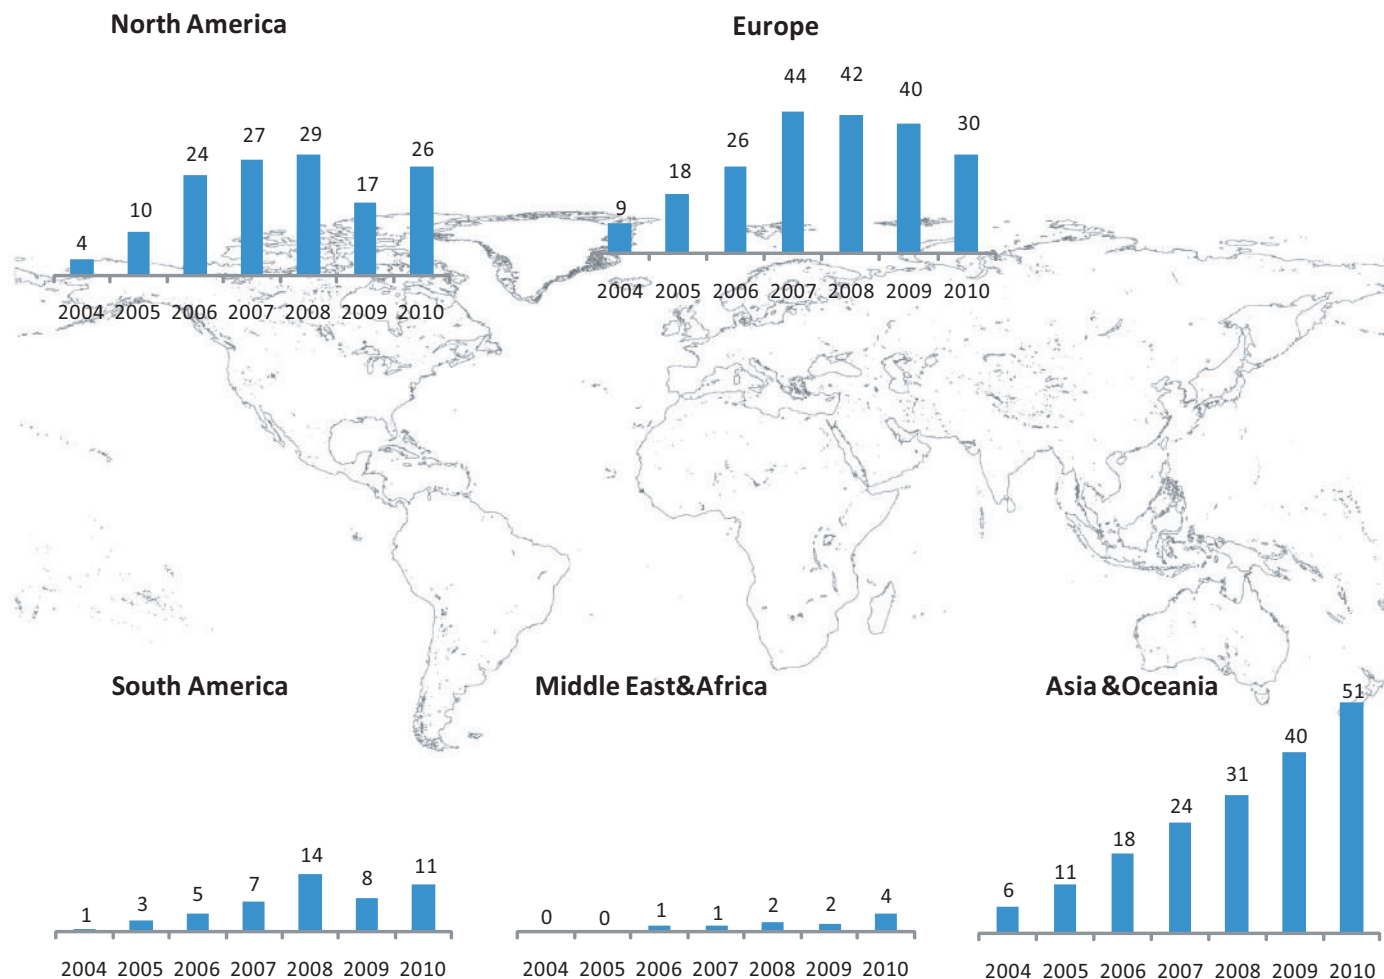 North America
4 10 24 27 29 17 26
2004 2005 2006 2007 2008 2009 2010
Europe
9 18 26 44 42 40 30
2004 2005 2006 2007 2008 2009 2010
South America
1 3 5 7 14 8 11
2004 2005 2006 2007 2008 2009 2010
Middle East&Africa
0 0 1 1 2 2 4
2004 2005 2006 2007 2008 2009 2010
Asia &Oceania
6 11 18 24 31 40 51
2004 2005 2006 2007 2008 2009 2010